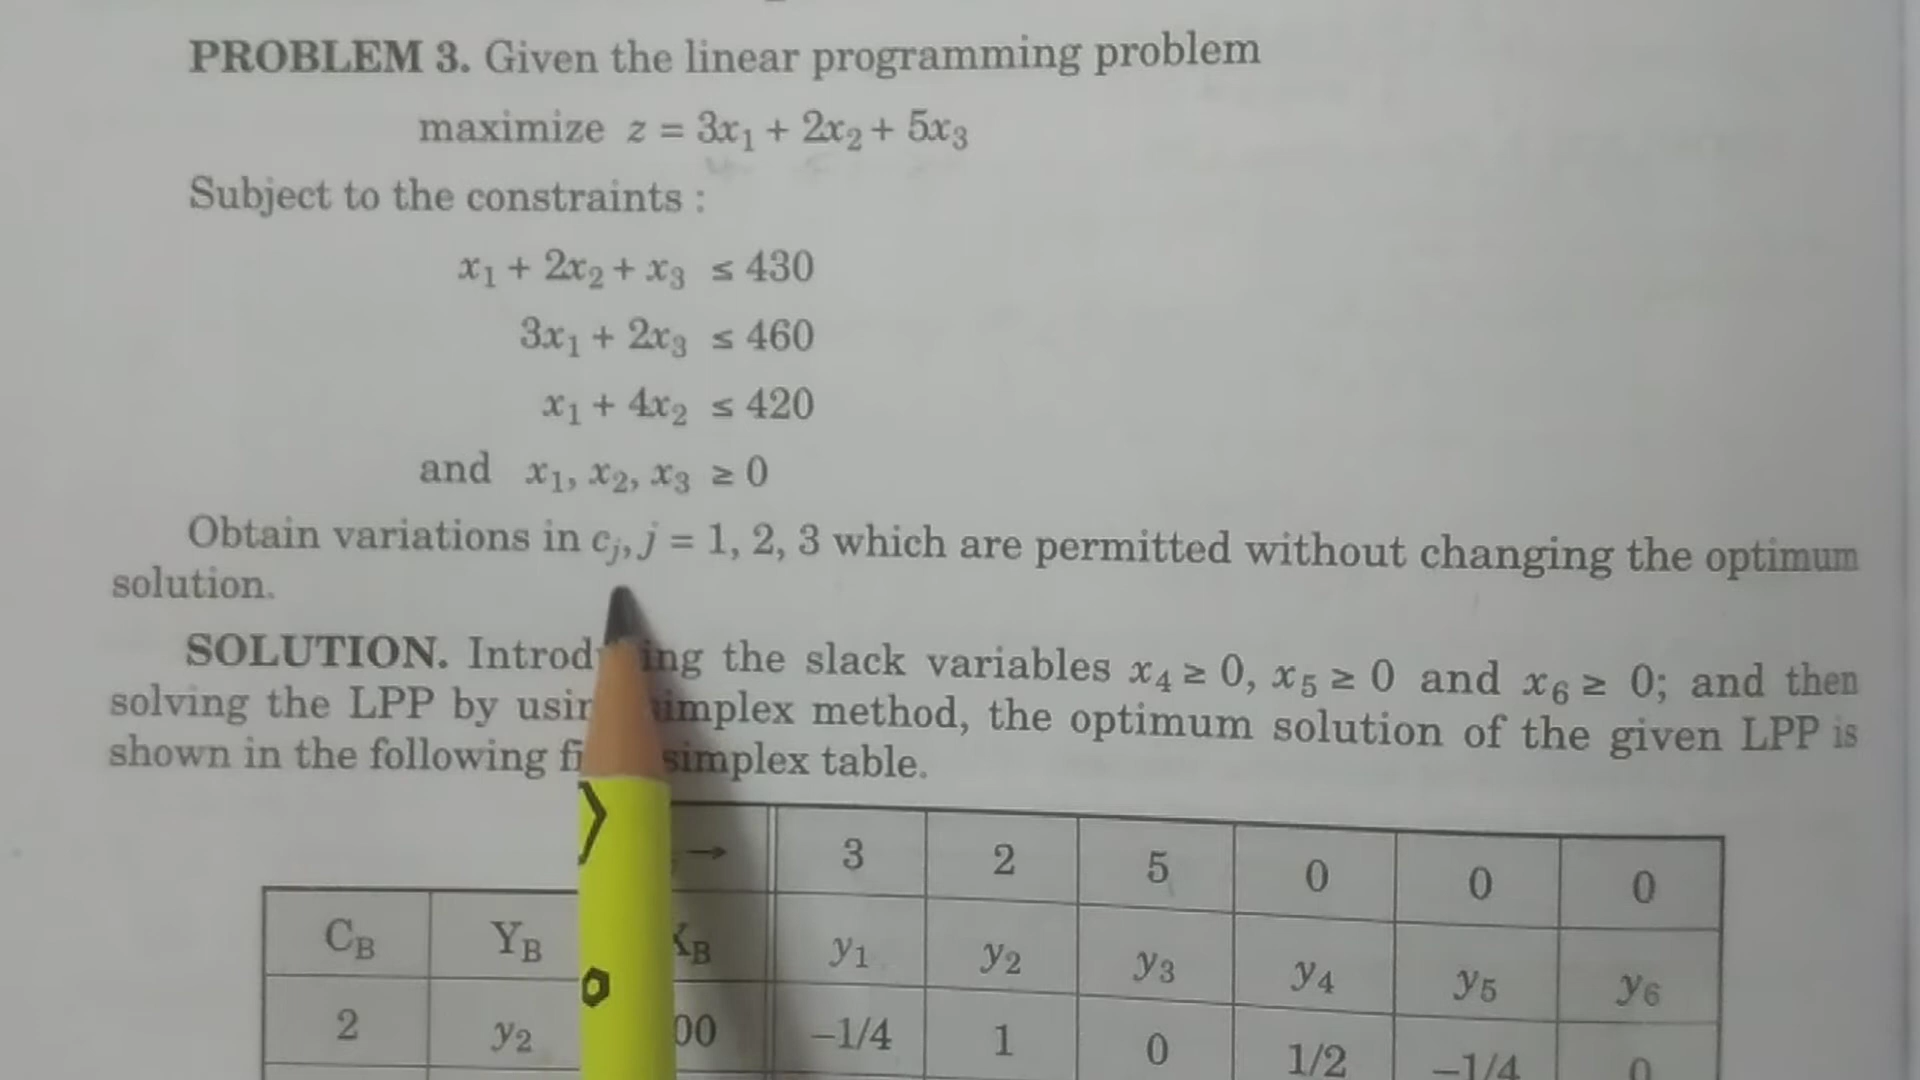 PROBLEM 3. Given the linear programming problem
maximize z = 3x₁ + 2x₂ + 5x₃
Subject to the constraints :
x₁ + 2x₂ + x₃ ≤ 430
3x₁ + 2x₃ ≤ 460
x₁ + 4x₂ ≤ 420
and x₁, x₂, x₃ ≥ 0
Obtain variations in cⱼ, j = 1, 2, 3 which are permitted without changing the optimum
solution.
SOLUTION. Introd ing the slack variables x₄ ≥ 0, x₅ ≥ 0 and x₆ ≥ 0; and then
solving the LPP by usin simplex method, the optimum solution of the given LPP is
shown in the following fi simplex table.
→ 3 2 5 0 0 0
C_B Y_B X_B y₁ y₂ y₃ y₄ y₅ y₆
2 y₂ 00 –1/4 1 0 1/2 –1/4 0